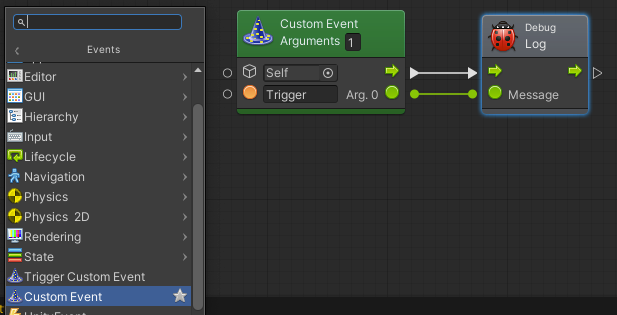 Events
Editor
GUI
Hierarchy
Input
Lifecycle
Navigation
Physics
Physics 2D
Rendering
State
Trigger Custom Event
Custom Event
UnityEvent
Custom Event
Arguments 1
Self
Trigger Arg. 0
Debug
Log
Message